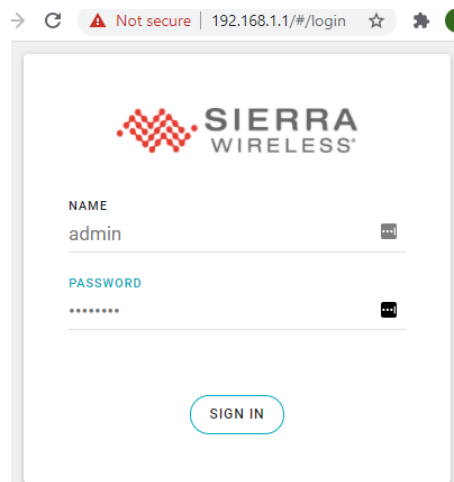 Not secure | 192.168.1.1/#/login
SIERRA
WIRELESS®
NAME
admin
PASSWORD
••••••••
SIGN IN